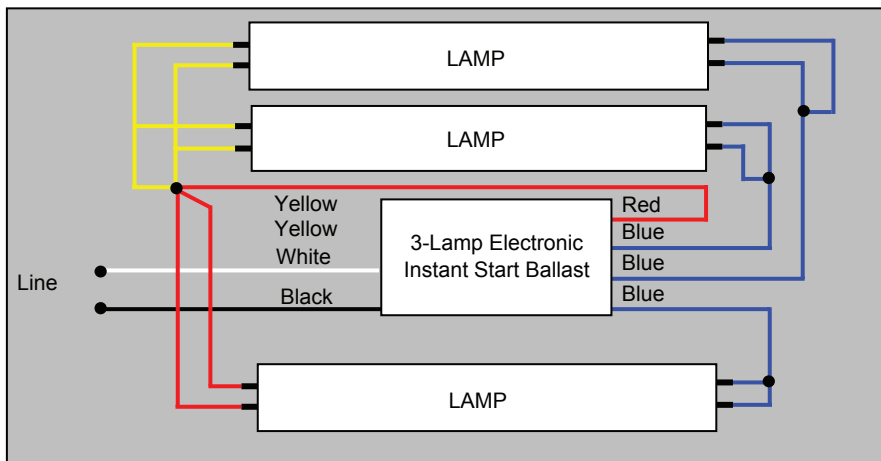 LAMP
LAMP
Yellow
Yellow
White
Black
Line
3-Lamp Electronic
Instant Start Ballast
Red
Blue
Blue
Blue
LAMP